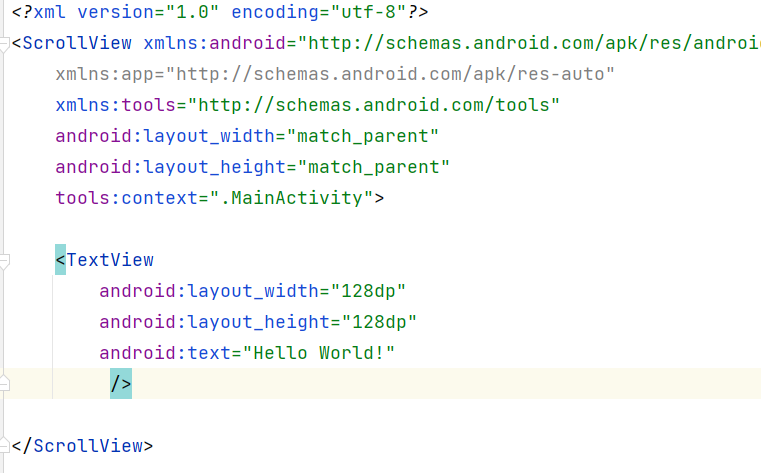 <?xml version="1.0" encoding="utf-8"?>
<ScrollView xmlns:android="http://schemas.android.com/apk/res/androi
xmlns:app="http://schemas.android.com/apk/res-auto"
xmlns:tools="http://schemas.android.com/tools"
android:layout_width="match_parent"
android:layout_height="match_parent"
tools:context=".MainActivity">
<TextView
android:layout_width="128dp"
android:layout_height="128dp"
android:text="Hello World!"
/>
</ScrollView>